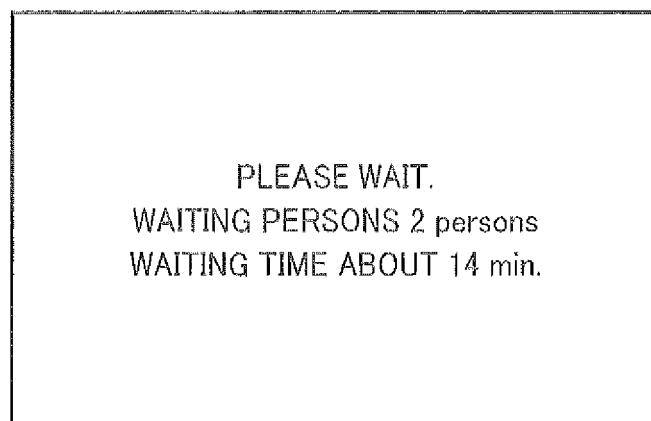 PLEASE WAIT.
WAITING PERSONS 2 persons
WAITING TIME ABOUT 14 min.